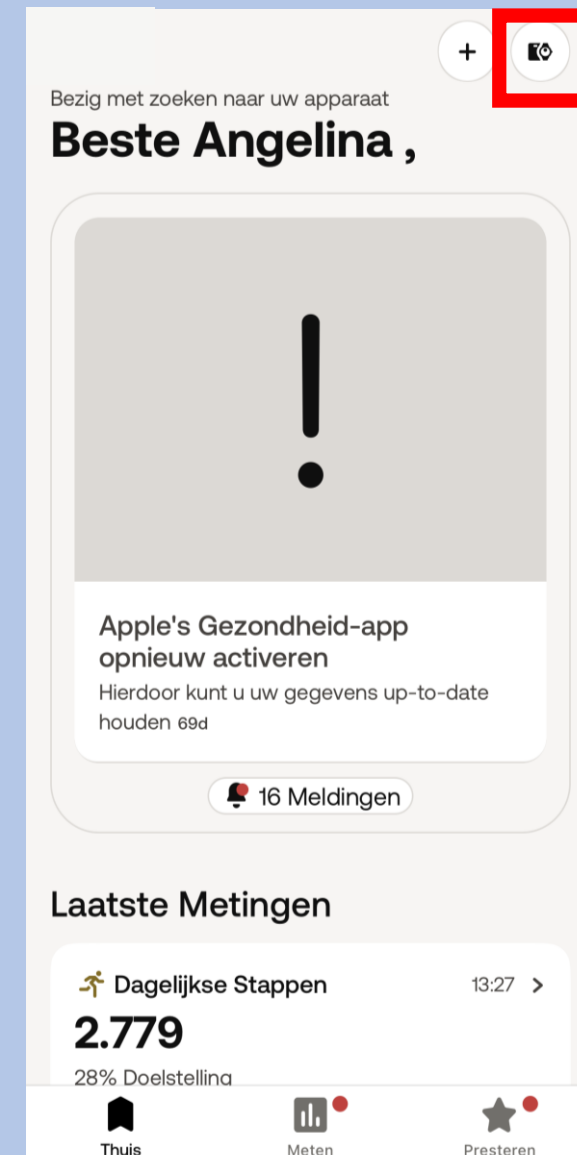 Bezig met zoeken naar uw apparaat
Beste Angelina ,
Apple's Gezondheid-app
opnieuw activeren
Hierdoor kunt u uw gegevens up-to-date
houden 69d
16 Meldingen
Laatste Metingen
Dagelijkse Stappen 13:27
2.779
28% Doelstelling
Thuis Meten Presteren